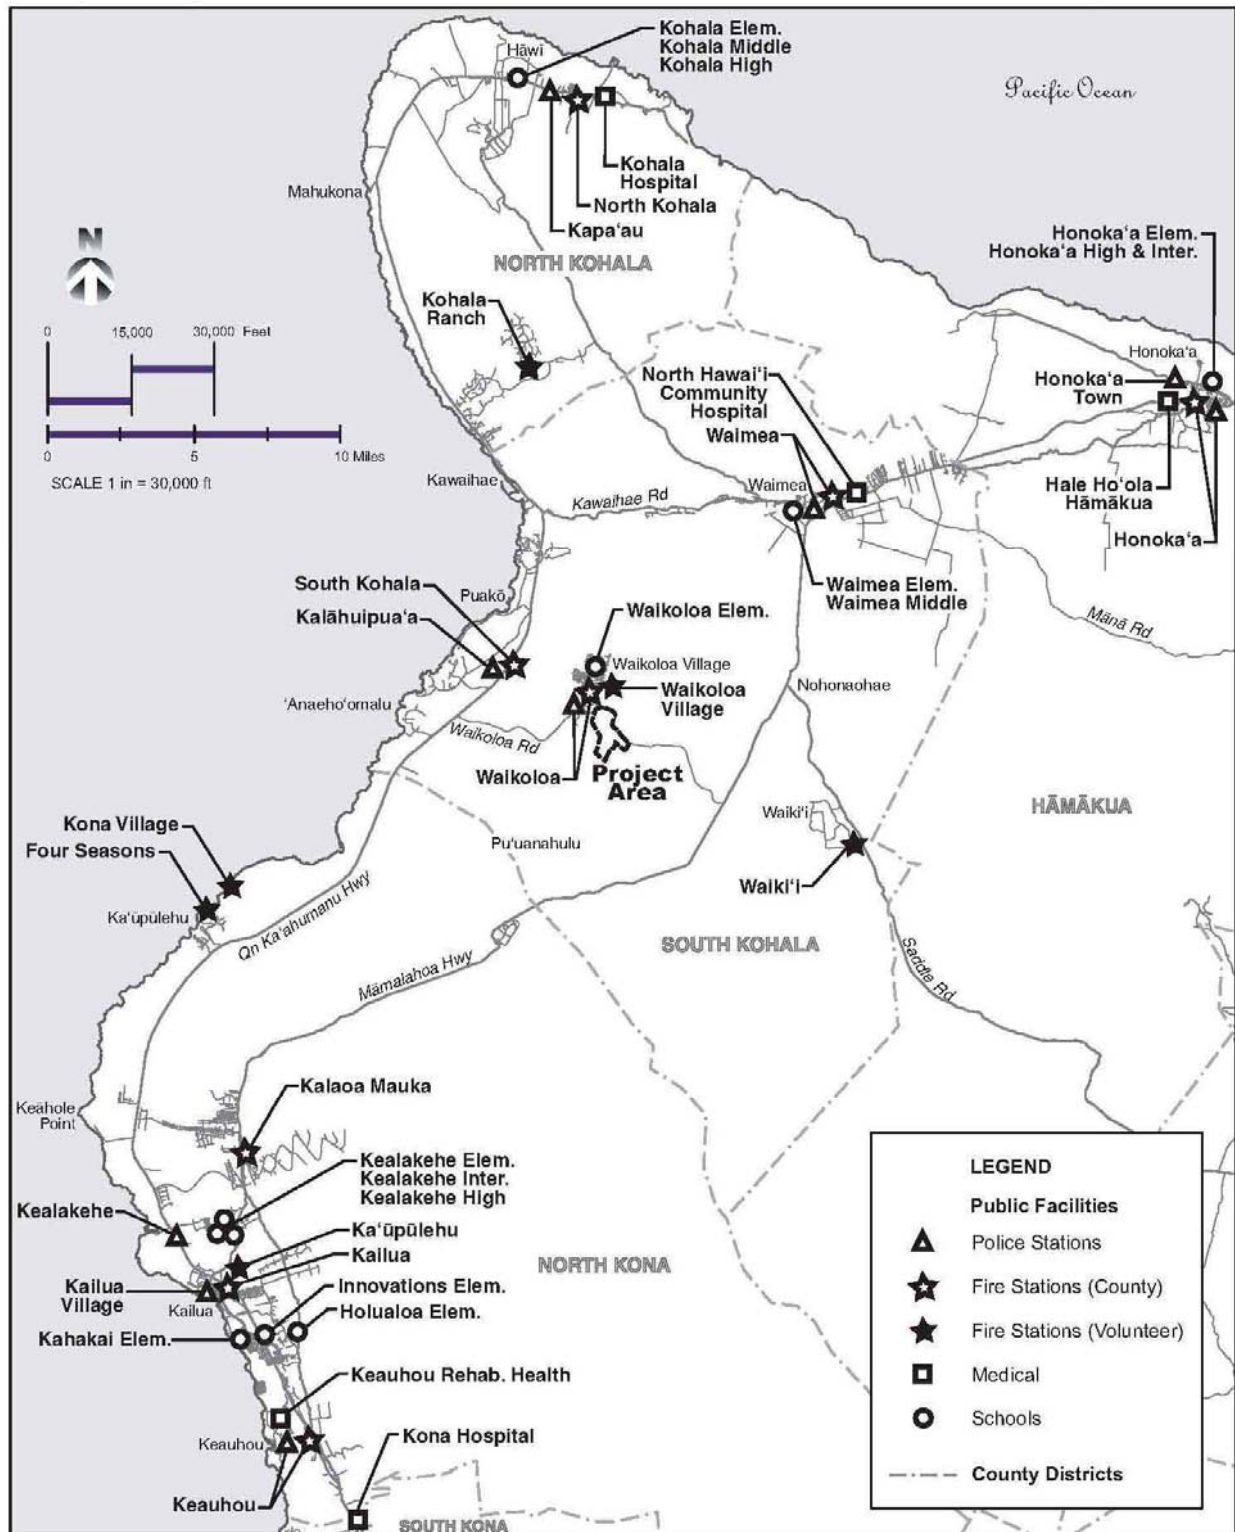 Kohala Elem.
Kohala Middle
Kohala High
Hāwi
Pacific Ocean
Kohala
Hospital
North Kohala
Kapa‘au
Mahukona
NORTH KOHALA
Honoka‘a Elem.
Honoka‘a High & Inter.
N
0 15,000 30,000 Feet
0 5 10 Miles
SCALE 1 in = 30,000 ft
Kohala
Ranch
Honoka‘a
Honoka‘a
Town
North Hawai‘i
Community
Hospital
Waimea
Kawaihae
Kawaihae Rd
Waimea
Hale Ho‘ola
Hāmākua
Honoka‘a
Waimea Elem.
Waimea Middle
Mānā Rd
South Kohala
Puakō
Kalāhuipua‘a
Waikoloa Elem.
Waikoloa Village
Waikoloa
Village
Nohonaohae
‘Anaeho‘omalu
Waikoloa Rd
Waikoloa
Project
Area
HĀMĀKUA
Kona Village
Four Seasons
Ka‘ūpūlehu
Pu‘uanahulu
Waiki‘i
Waiki‘i
Qn Ka‘ahumanu Hwy
SOUTH KOHALA
Māmalahoa Hwy
Saddle Rd
Kalaoa Mauka
Keāhole
Point
Kealakehe Elem.
Kealakehe Inter.
Kealakehe High
Kealakehe
Ka‘ūpūlehu
Kailua
Kailua
Village
Kailua
Innovations Elem.
Holualoa Elem.
Kahakai Elem.
NORTH KONA
Keauhou Rehab. Health
Keauhou
Kona Hospital
Keauhou
SOUTH KONA
LEGEND
Public Facilities
Police Stations
Fire Stations (County)
Fire Stations (Volunteer)
Medical
Schools
County Districts